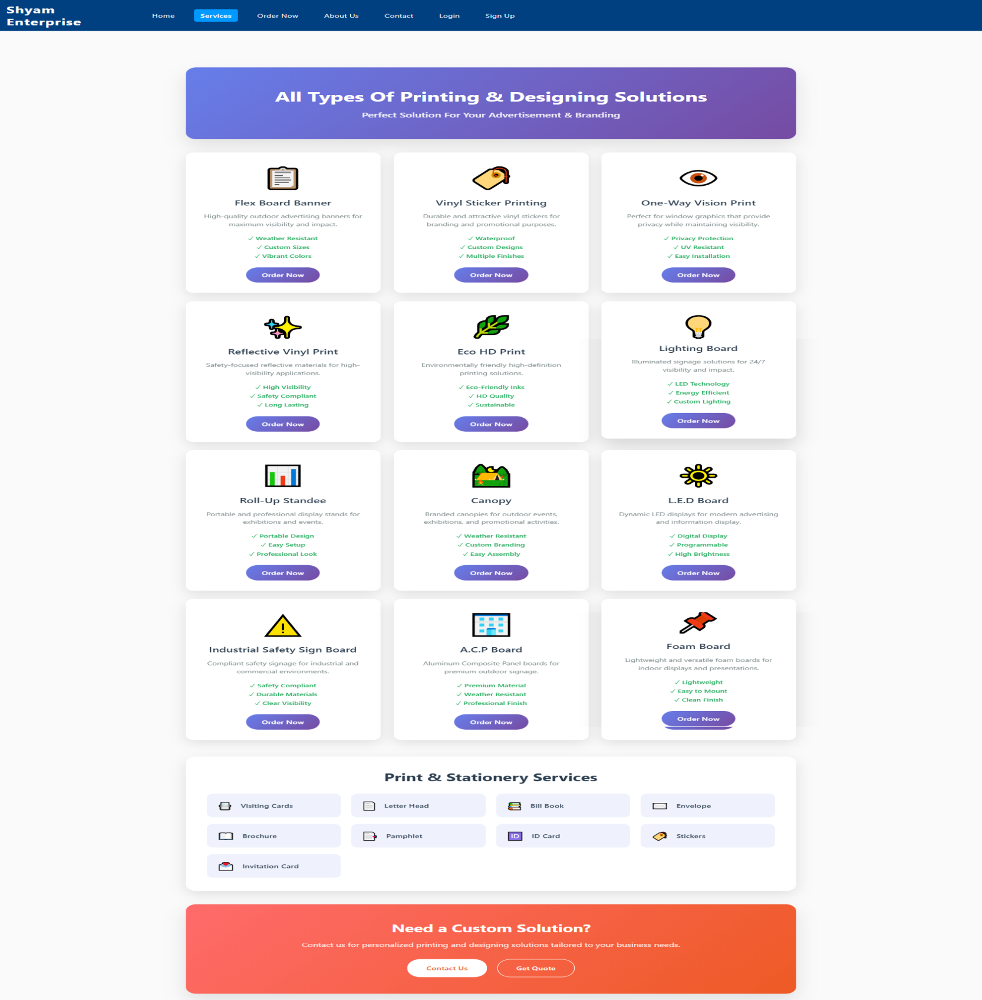 Shyam
Enterprise
Home
Services
Order Now
About Us
Contact
Login
Sign Up
All Types Of Printing & Designing Solutions
Perfect Solution For Your Advertisement & Branding
Flex Board Banner
High-quality outdoor advertising banners for
maximum visibility and impact.
✓ Weather Resistant
✓ Custom Sizes
✓ Vibrant Colors
Order Now
Vinyl Sticker Printing
Durable and attractive vinyl stickers for
branding and promotional purposes.
✓ Waterproof
✓ Custom Designs
✓ Multiple Finishes
Order Now
One-Way Vision Print
Perfect for window graphics that provide
privacy while maintaining visibility.
✓ Privacy Protection
✓ UV Resistant
✓ Easy Installation
Order Now
Reflective Vinyl Print
Safety-focused reflective materials for high-
visibility applications.
✓ High Visibility
✓ Safety Compliant
✓ Long Lasting
Order Now
Eco HD Print
Environmentally friendly high-definition
printing solutions.
✓ Eco-Friendly Inks
✓ HD Quality
✓ Sustainable
Order Now
Lighting Board
Illuminated signage solutions for 24/7
visibility and impact.
✓ LED Technology
✓ Energy Efficient
✓ Custom Lighting
Order Now
Roll-Up Standee
Portable and professional display stands for
exhibitions and events.
✓ Portable Design
✓ Easy Setup
✓ Professional Look
Order Now
Canopy
Branded canopies for outdoor events,
exhibitions, and promotional activities.
✓ Weather Resistant
✓ Custom Branding
✓ Easy Assembly
Order Now
L.E.D Board
Dynamic LED displays for modern advertising
and information display.
✓ Digital Display
✓ Programmable
✓ High Brightness
Order Now
Industrial Safety Sign Board
Compliant safety signage for industrial and
commercial environments.
✓ Safety Compliant
✓ Durable Materials
✓ Clear Visibility
Order Now
A.C.P Board
Aluminum Composite Panel boards for
premium outdoor signage.
✓ Premium Material
✓ Weather Resistant
✓ Professional Finish
Order Now
Foam Board
Lightweight and versatile foam boards for
indoor displays and presentations.
✓ Lightweight
✓ Easy to Mount
✓ Clean Finish
Order Now
Print & Stationery Services
Visiting Cards
Letter Head
Bill Book
Envelope
Brochure
Pamphlet
ID
ID Card
Stickers
Invitation Card
Need a Custom Solution?
Contact us for personalized printing and designing solutions tailored to your business needs.
Contact Us
Get Quote